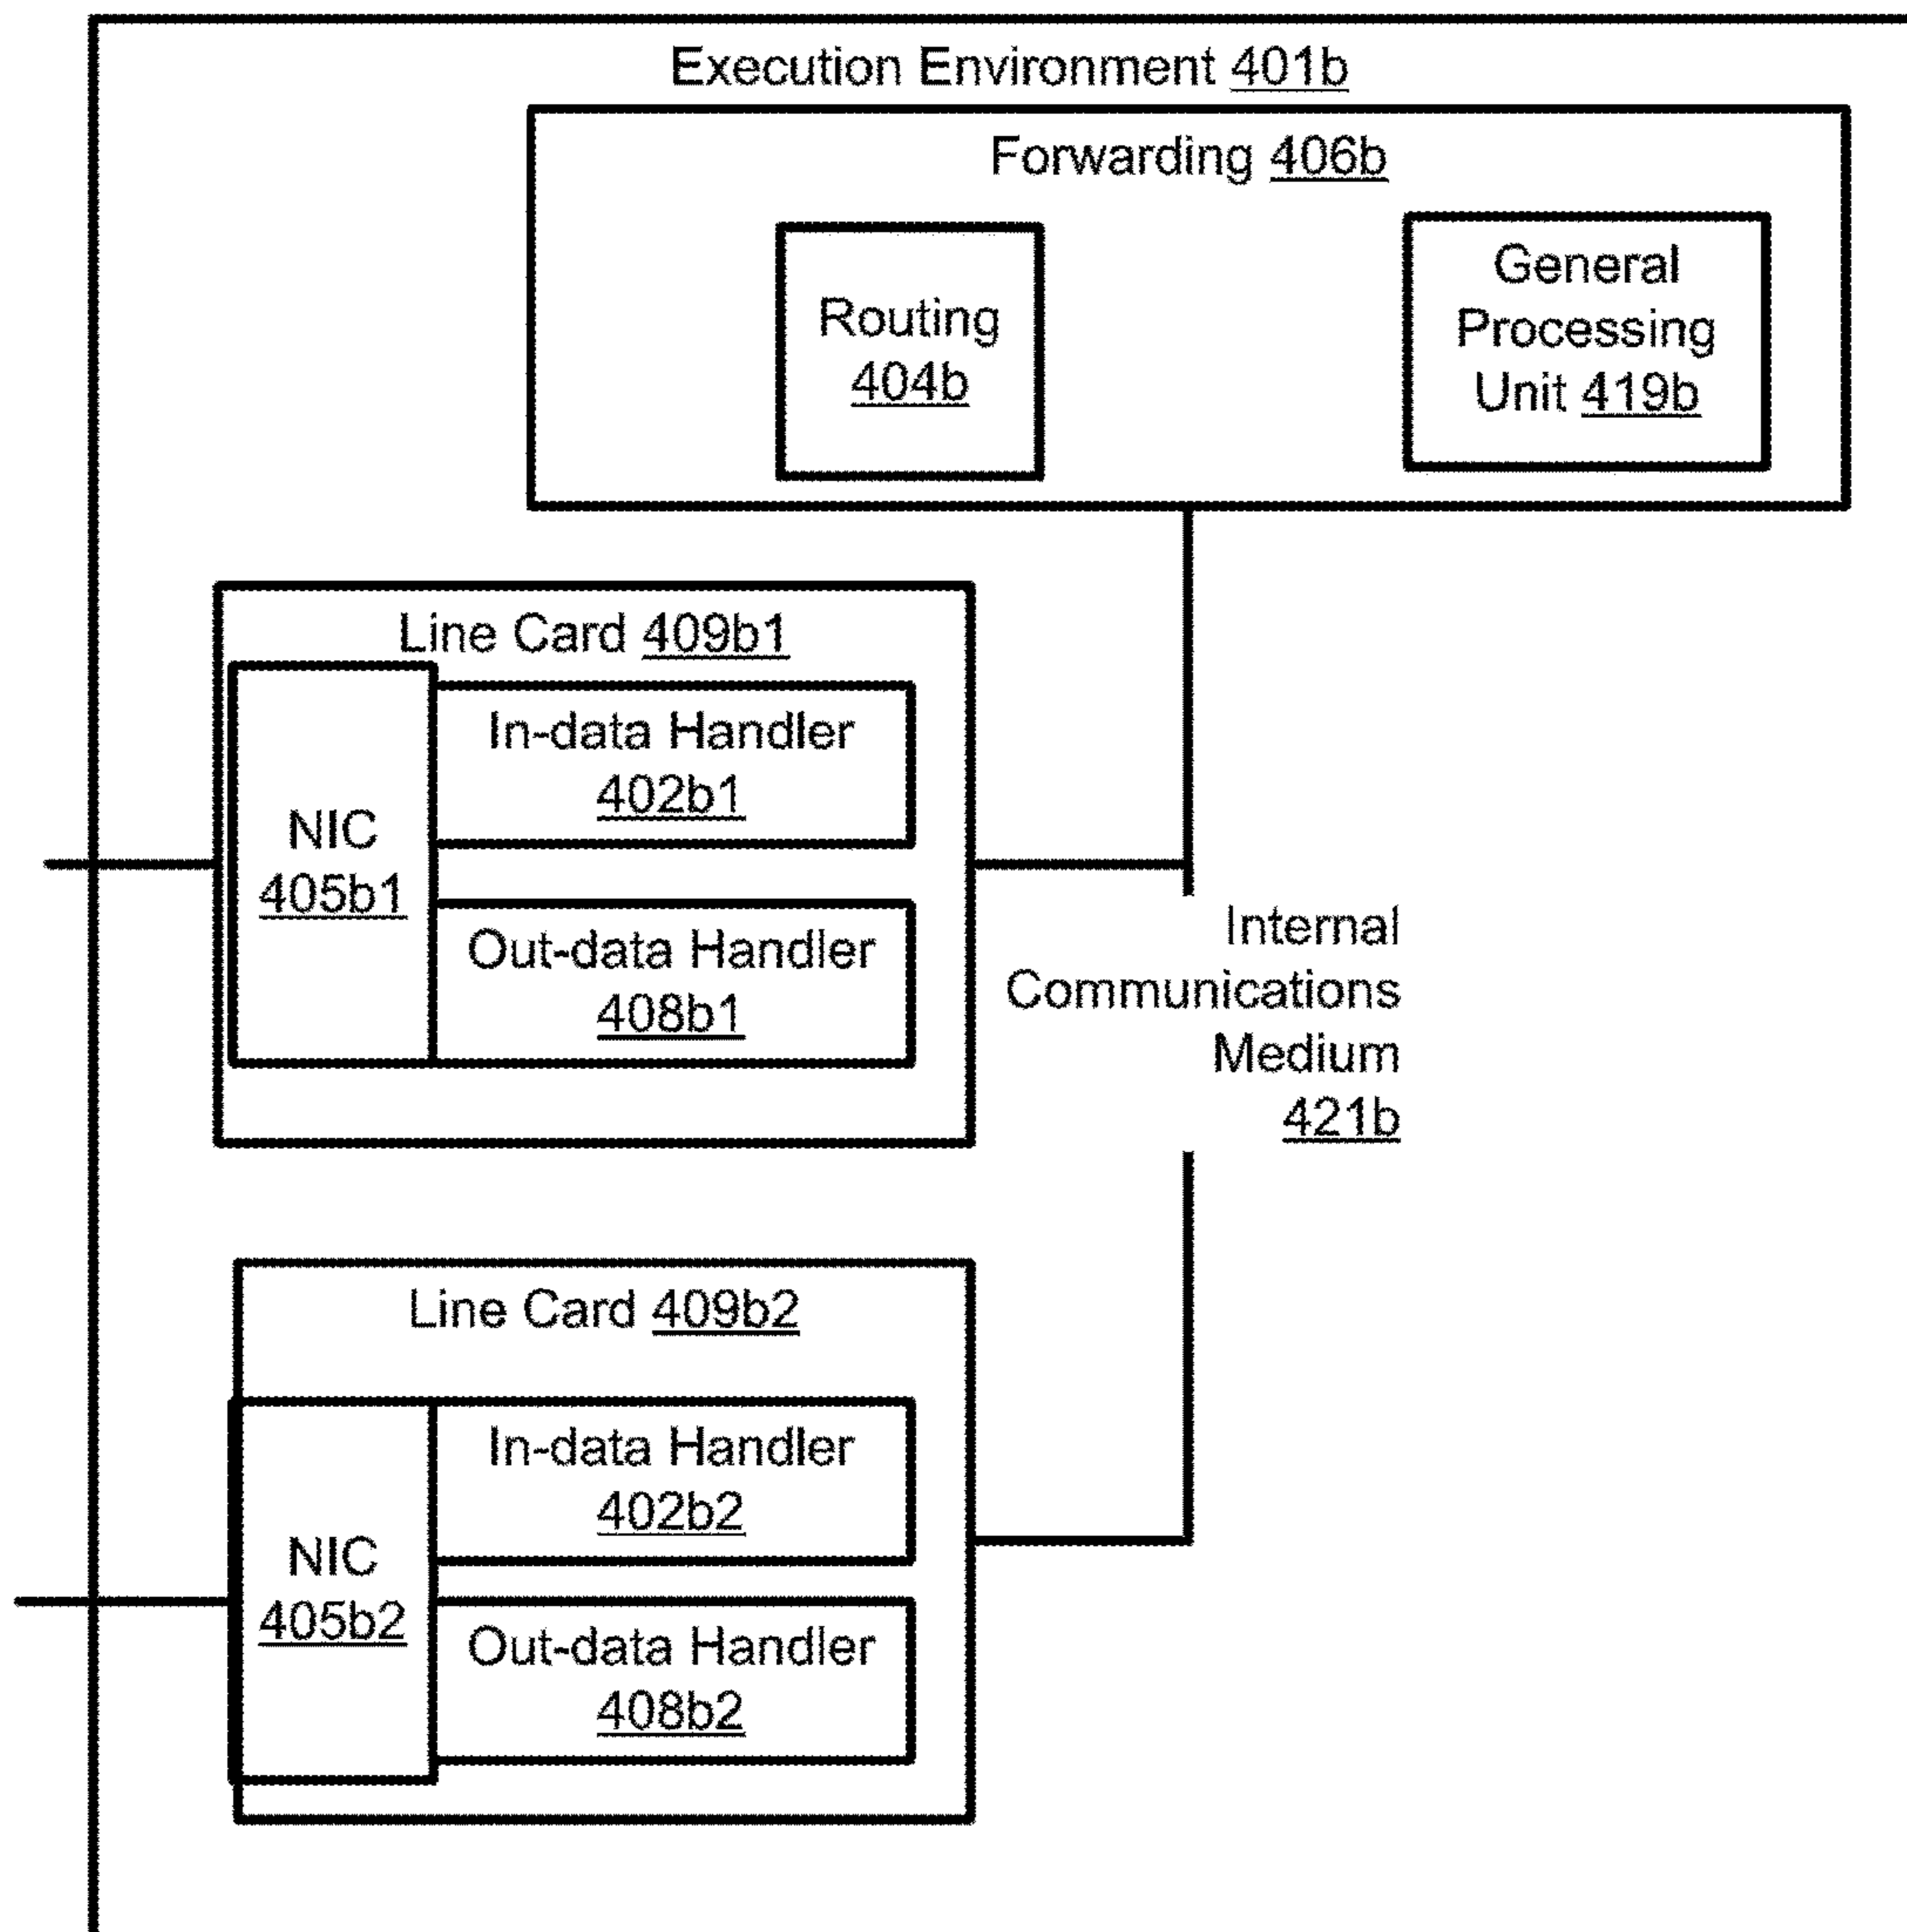 Execution Environment 401b
Forwarding 406b
Routing
404b
General
Processing
Unit 419b
Line Card 409b1
NIC
405b1
In-data Handler
402b1
Out-data Handler
408b1
Internal
Communications
Medium
421b
Line Card 409b2
NIC
405b2
In-data Handler
402b2
Out-data Handler
408b2